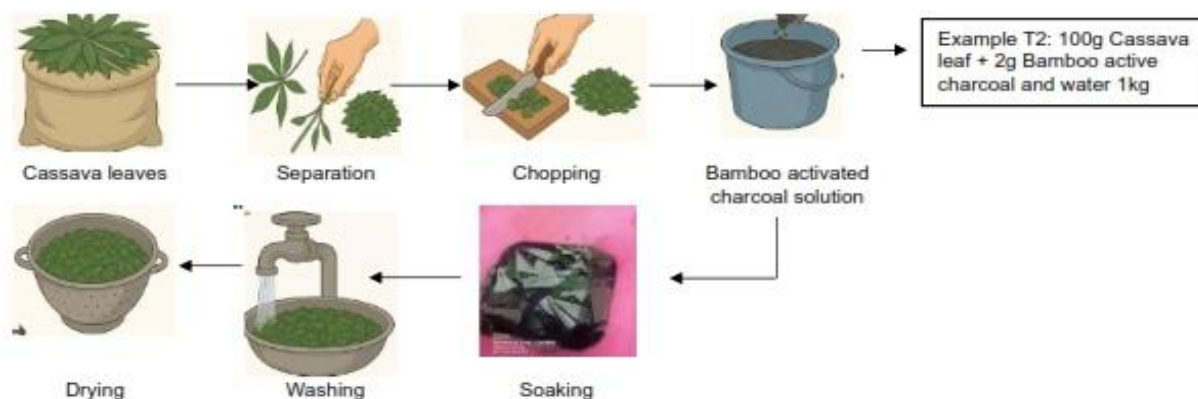 Example T2: 100g Cassava
leaf + 2g Bamboo active
charcoal and water 1kg
Cassava leaves
Separation
Chopping
Bamboo activated
charcoal solution
Drying
Washing
Soaking